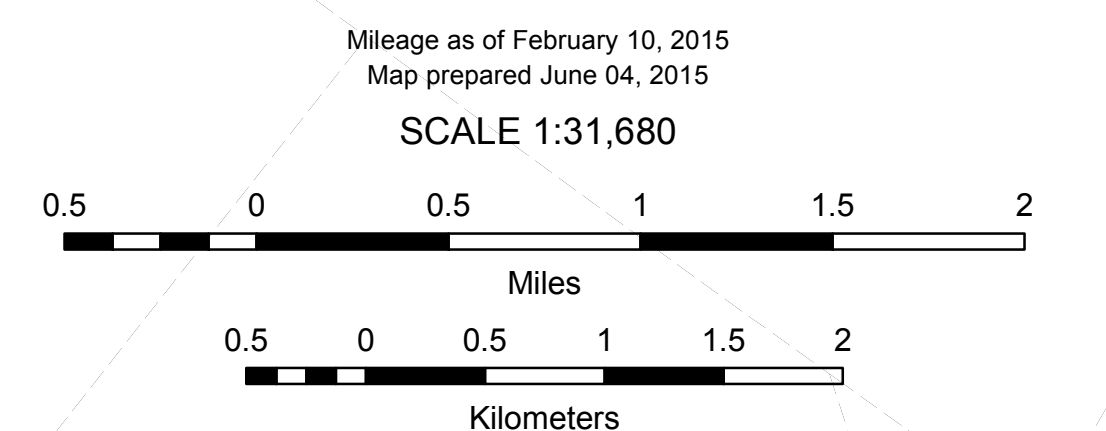 Mileage as of February 10, 2015
Map prepared June 04, 2015
SCALE 1:31,680
0.5 0 0.5 1 1.5 2
Miles
0.5 0 0.5 1 1.5 2
Kilometers